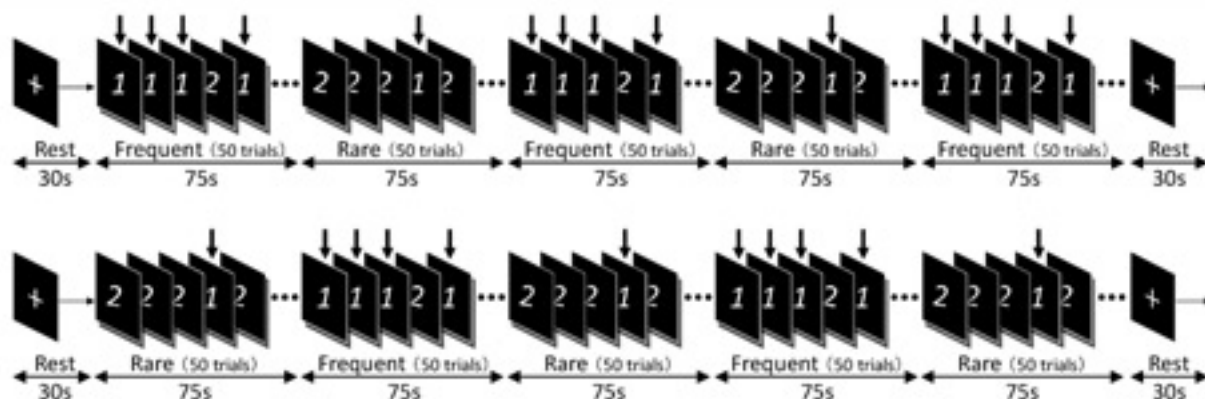 + 1 1 1 2 1 ••• 2 2 2 1 2 ••• 1 1 1 2 1 ••• 2 2 2 1 2 ••• 1 1 1 2 1 ••• +
Rest Frequent (50 trials) Rare (50 trials) Frequent (50 trials) Rare (50 trials) Frequent (50 trials) Rest
30s 75s 75s 75s 75s 75s 30s
+ 2 2 2 1 2 ••• 1 1 1 2 1 ••• 2 2 2 1 2 ••• 1 1 1 2 1 ••• 2 2 2 1 2 ••• +
Rest Rare (50 trials) Frequent (50 trials) Rare (50 trials) Frequent (50 trials) Rare (50 trials) Rest
30s 75s 75s 75s 75s 75s 30s